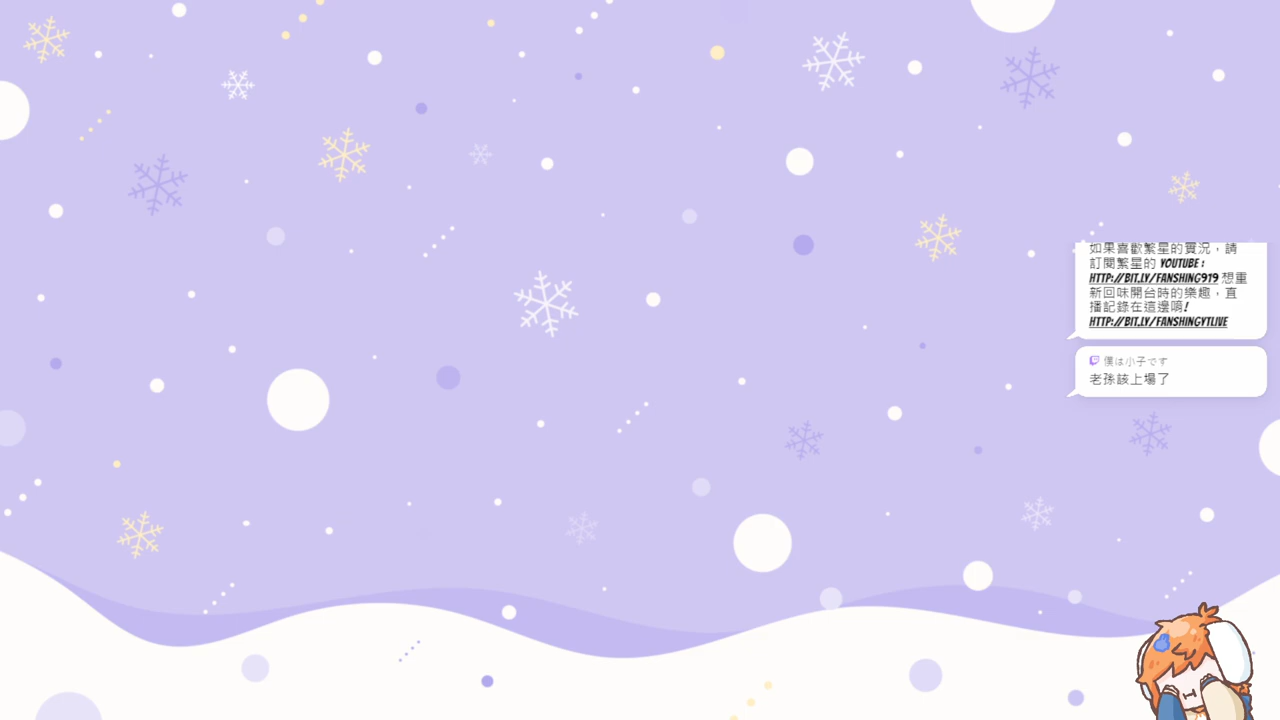 如果喜歡繁星的實況，請
訂閱繁星的 YOUTUBE :
HTTP://BIT.LY/FANSHING919 想重
新回味開台時的樂趣，直
播記錄在這邊唷!
HTTP://BIT.LY/FANSHINGYTLIVE
僕は小子です
老孫該上場了